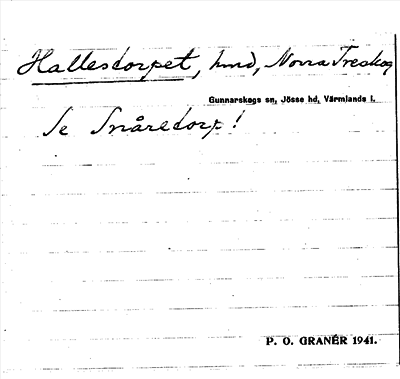 Hallestorpet, hmd, Norra Treskog
Gunnarskogs sn, Jösse hd, Värmlands l.
Se Snåretorp!
P. O. GRANÉR 1941.